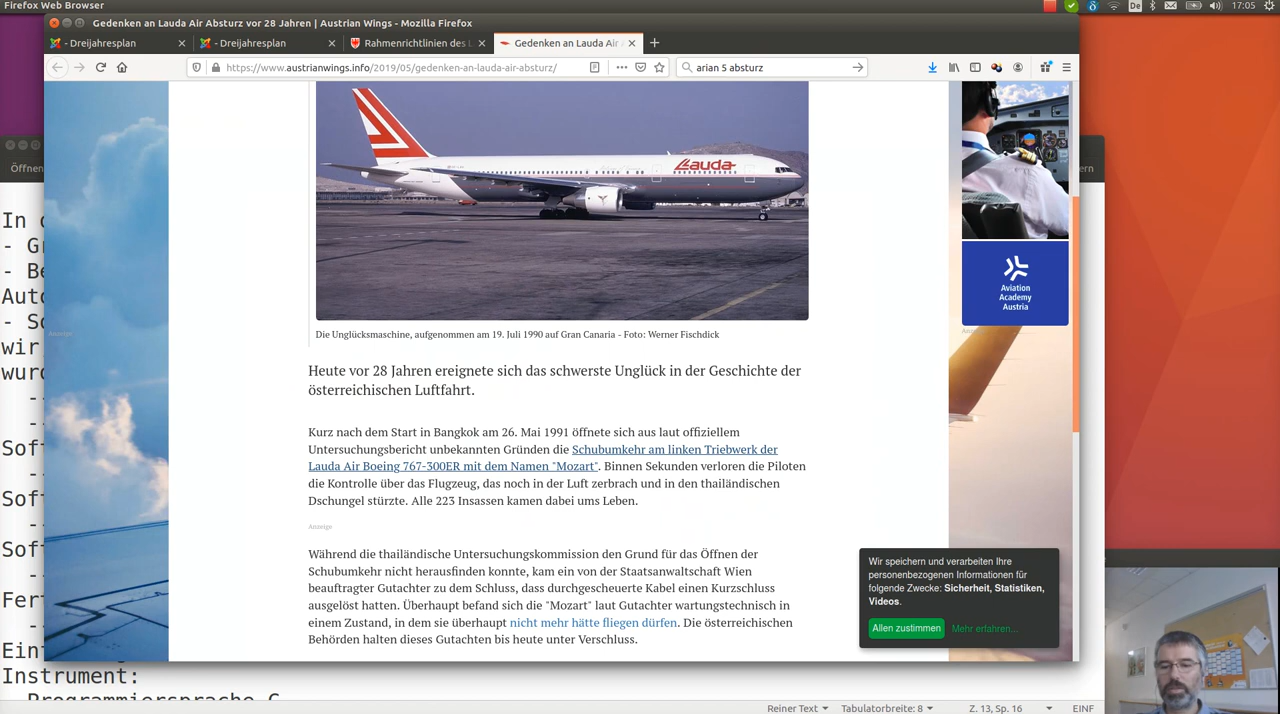 Firefox Web Browser
De
17:05
Gedenken an Lauda Air Absturz vor 28 Jahren | Austrian Wings - Mozilla Firefox
- Dreijahresplan
- Dreijahresplan
Rahmenrichtlinien des L
Gedenken an Lauda Air A
https://www.austrianwings.info/2019/05/gedenken-an-lauda-air-absturz/
arian 5 absturz
Öffnen
Lauda
Aviation
Academy
Austria
Anzeige
Die Unglücksmaschine, aufgenommen am 19. Juli 1990 auf Gran Canaria - Foto: Werner Fischdick
Heute vor 28 Jahren ereignete sich das schwerste Unglück in der Geschichte der
österreichischen Luftfahrt.
Kurz nach dem Start in Bangkok am 26. Mai 1991 öffnete sich aus laut offiziellem
Untersuchungsbericht unbekannten Gründen die Schubumkehr am linken Triebwerk der
Lauda Air Boeing 767-300ER mit dem Namen "Mozart". Binnen Sekunden verloren die Piloten
die Kontrolle über das Flugzeug, das noch in der Luft zerbrach und in den thailändischen
Dschungel stürzte. Alle 223 Insassen kamen dabei ums Leben.
Anzeige
Während die thailändische Untersuchungskommission den Grund für das Öffnen der
Schubumkehr nicht herausfinden konnte, kam ein von der Staatsanwaltschaft Wien
beauftragter Gutachter zu dem Schluss, dass durchgescheuerte Kabel einen Kurzschluss
ausgelöst hatten. Überhaupt befand sich die "Mozart" laut Gutachter wartungstechnisch in
einem Zustand, in dem sie überhaupt nicht mehr hätte fliegen dürfen. Die österreichischen
Behörden halten dieses Gutachten bis heute unter Verschluss.
Wir speichern und verarbeiten Ihre
personenbezogenen Informationen für
folgende Zwecke: Sicherheit, Statistiken,
Videos.
Allen zustimmen
Mehr erfahren...
wir
Instrument:
- Programmiersprache C
Reiner Text
Tabulatorbreite: 8
Z. 13, Sp. 16
EINF